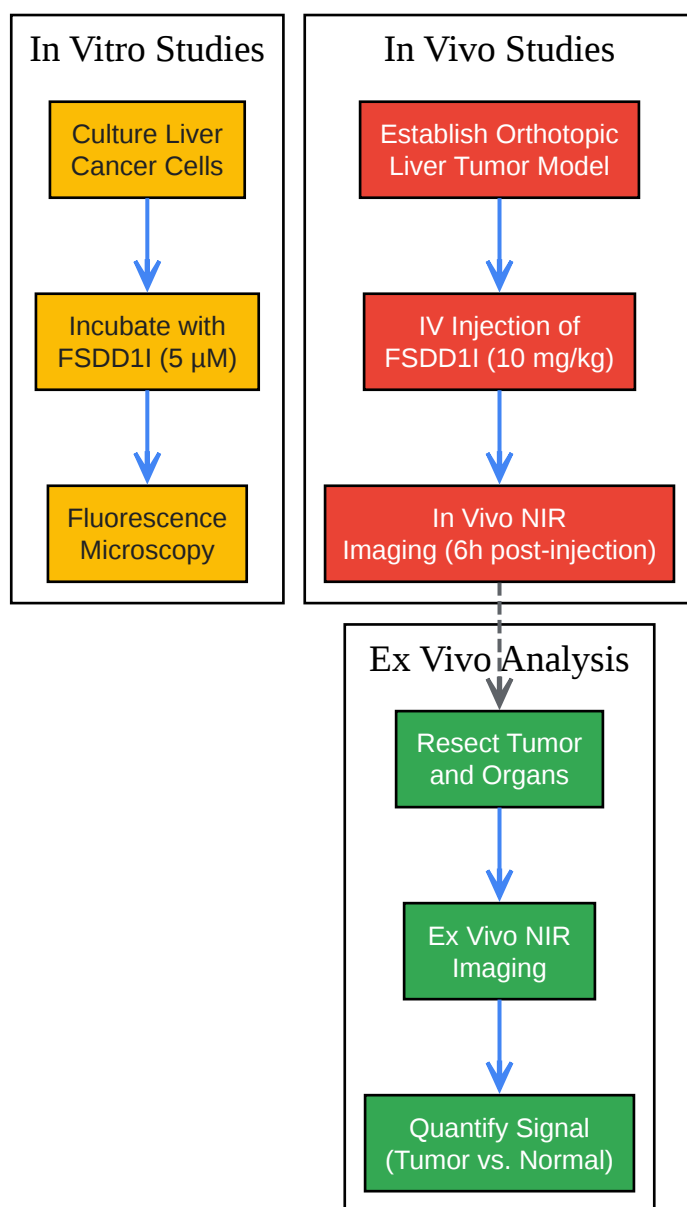 In Vitro Studies
Culture Liver
Cancer Cells
Incubate with
FSDD1I (5 µM)
Fluorescence
Microscopy
In Vivo Studies
Establish Orthotopic
Liver Tumor Model
IV Injection of
FSDD1I (10 mg/kg)
In Vivo NIR
Imaging (6h post-injection)
Ex Vivo Analysis
Resect Tumor
and Organs
Ex Vivo NIR
Imaging
Quantify Signal
(Tumor vs. Normal)